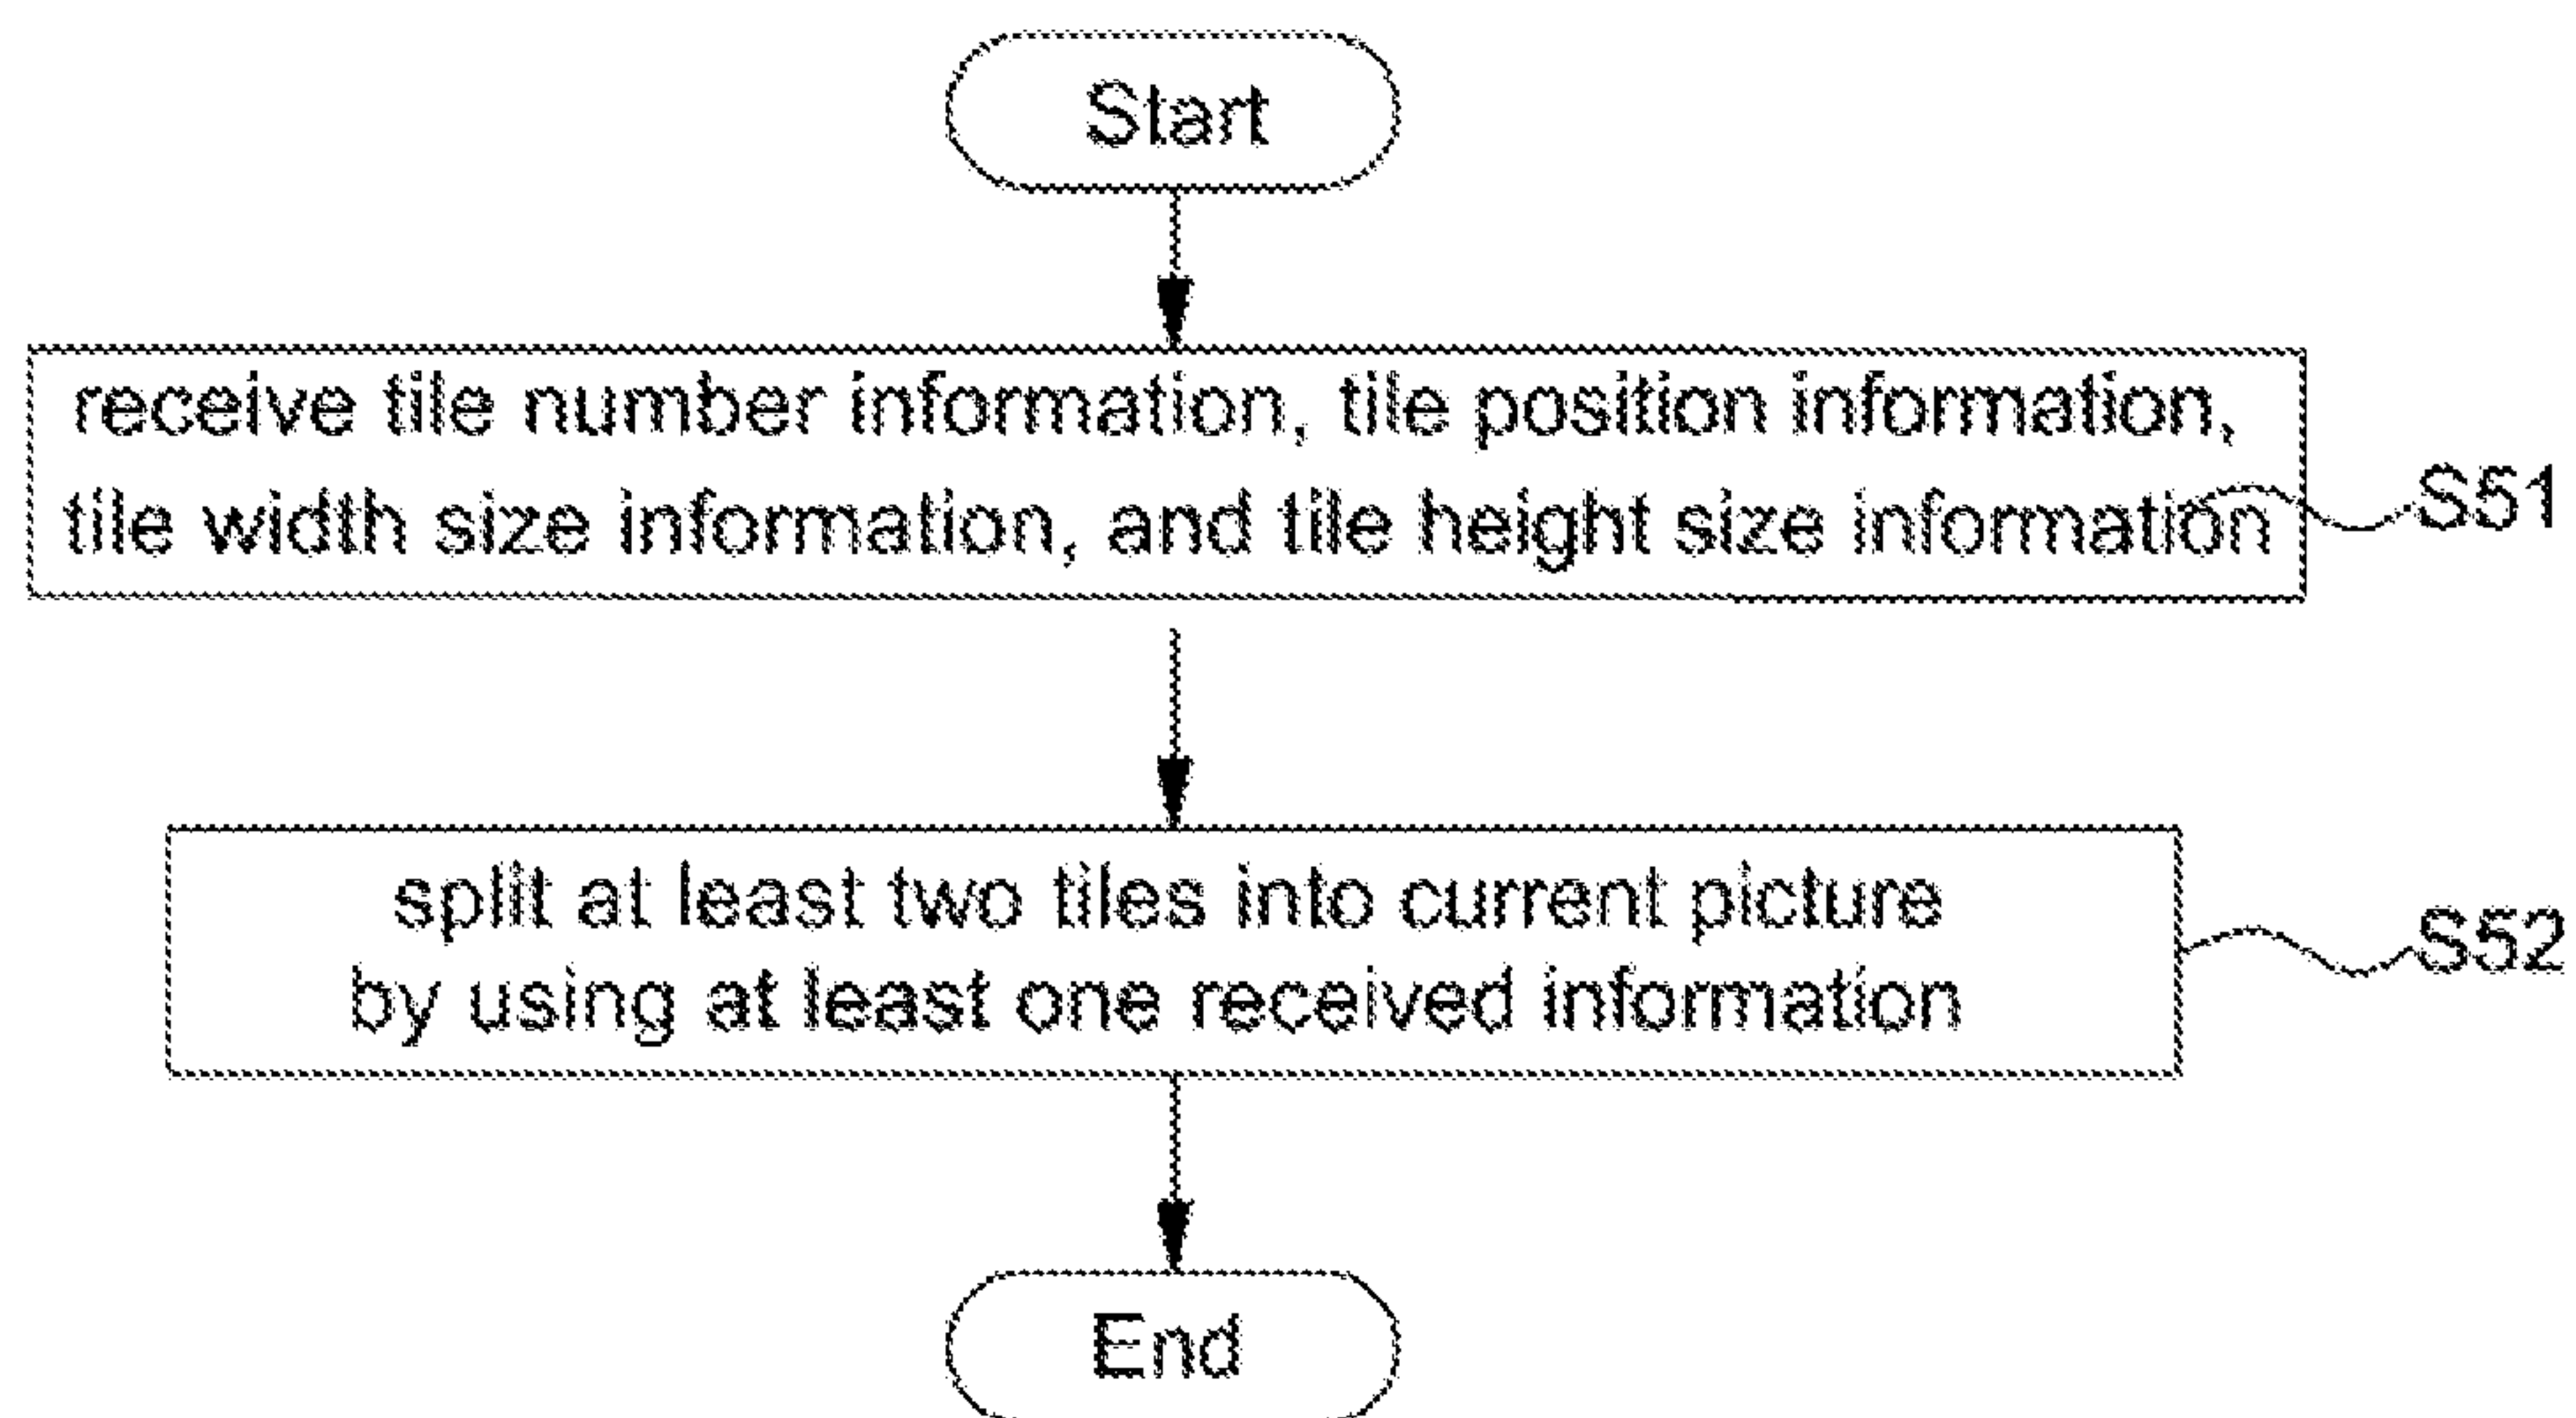 Start
receive tile number information, tile position information,
tile width size information, and tile height size information
S51
split at least two tiles into current picture
by using at least one received information
S52
End